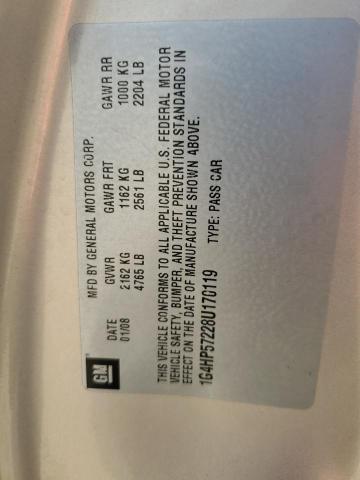 GM
MFD BY GENERAL MOTORS CORP.
DATE GVWR GAWR FRT GAWR RR
01/08 2162 KG 1162 KG 1000 KG
4765 LB 2561 LB 2204 LB
THIS VEHICLE CONFORMS TO ALL APPLICABLE U.S. FEDERAL MOTOR
VEHICLE SAFETY, BUMPER, AND THEFT PREVENTION STANDARDS IN
EFFECT ON THE DATE OF MANUFACTURE SHOWN ABOVE.
1G4HP57228U170119 TYPE: PASS CAR